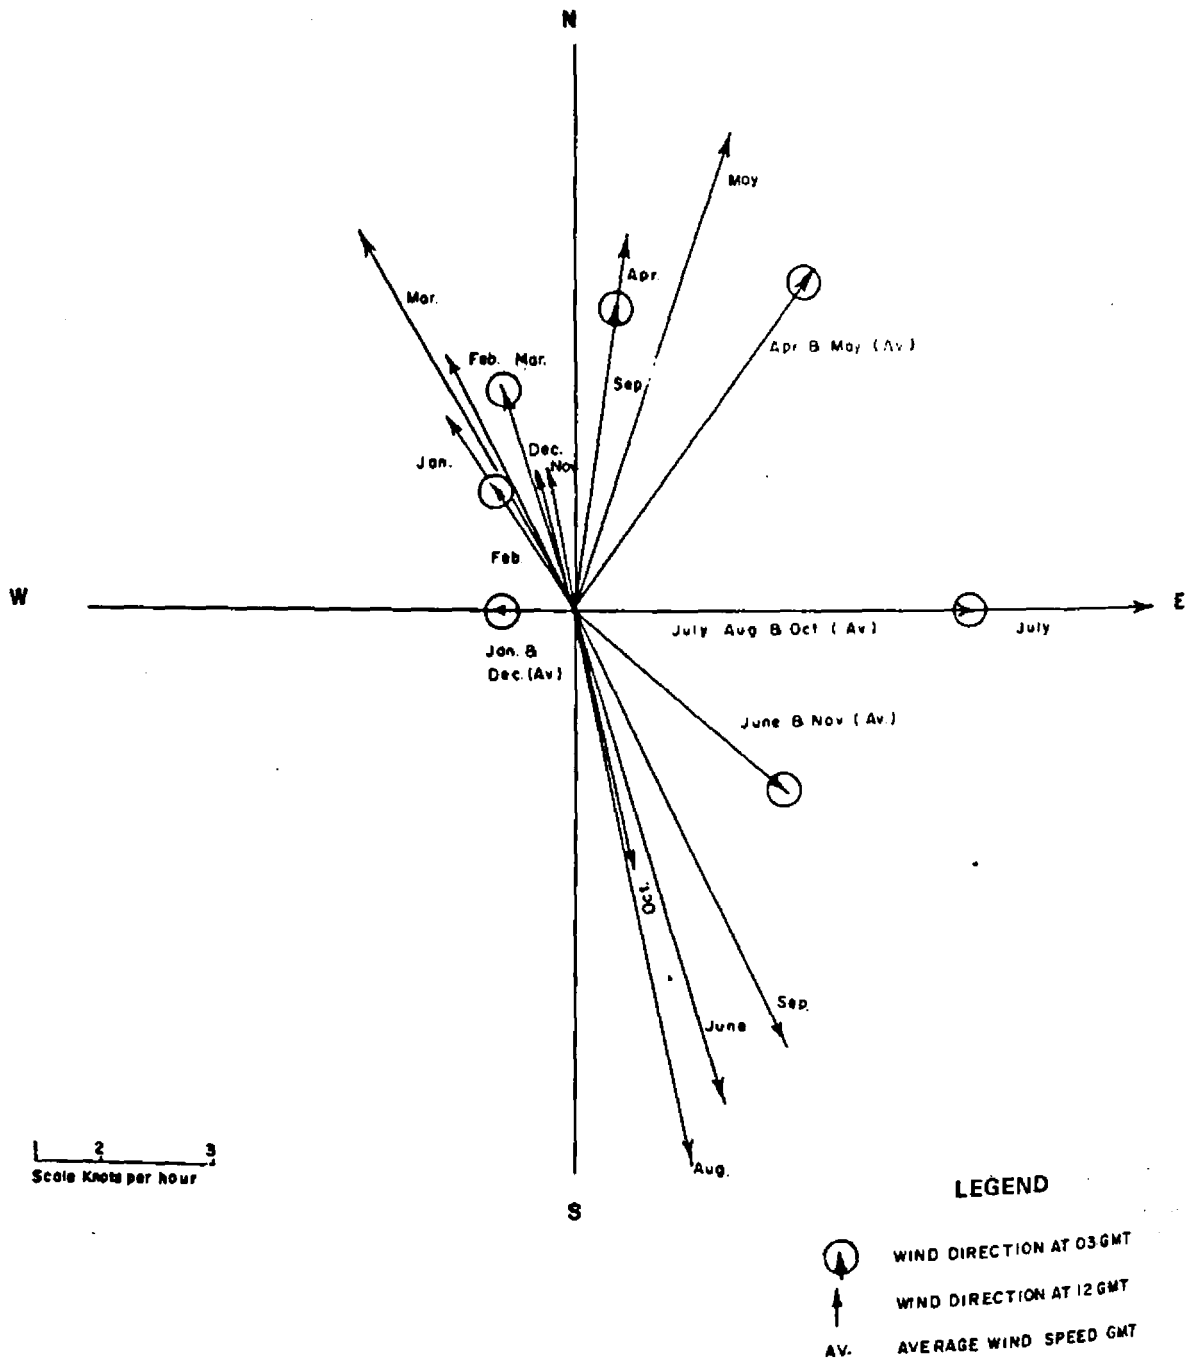 N
May
Apr.
Mar.
Apr & May (Av)
Feb. Mar.
Sep
Dec.
Nov
Jan.
Feb.
W
E
July Aug & Oct (Av)
July
Jan. &
Dec. (Av)
June & Nov (Av.)
Oct.
Sep.
June
Aug.
2 3
Scale Knots per hour
S
LEGEND
WIND DIRECTION AT 03 GMT
WIND DIRECTION AT 12 GMT
AV. AVERAGE WIND SPEED GMT